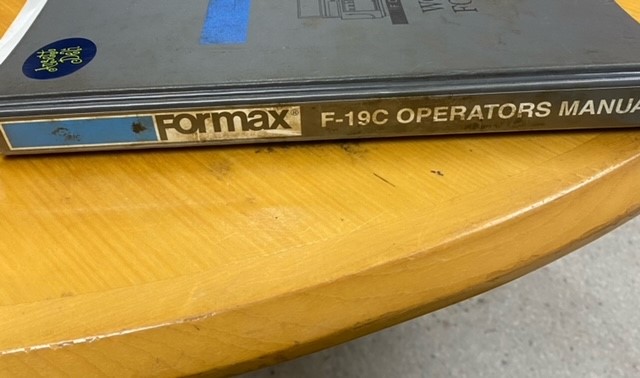 Formax® F-19C OPERATORS MANUA